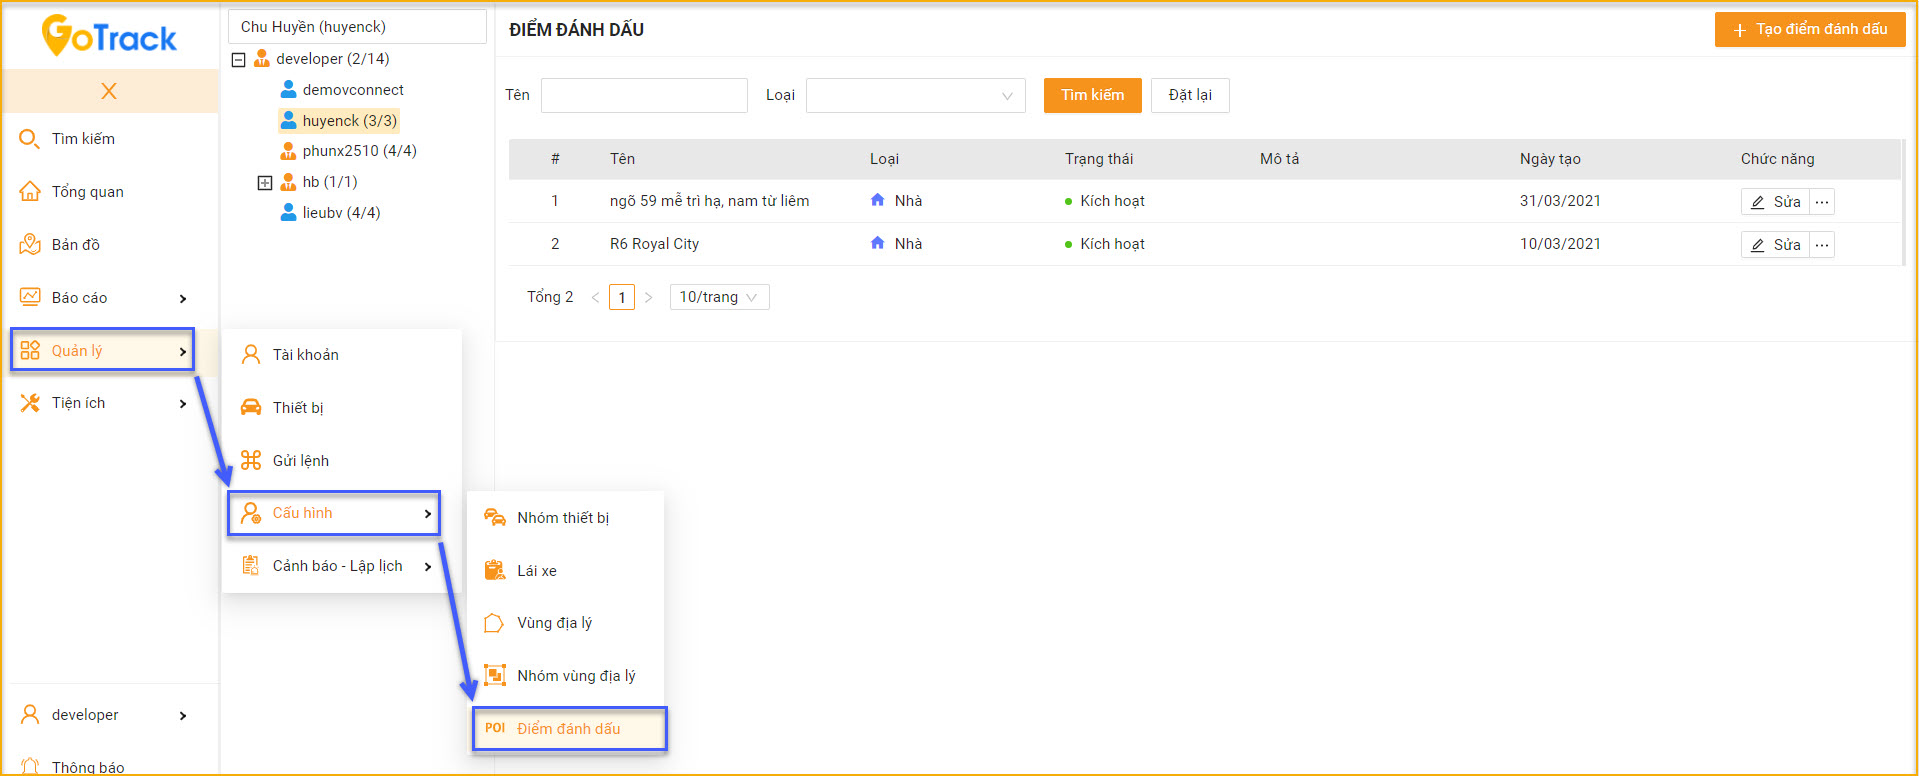 GoTrack
X
Tìm kiếm
Tổng quan
Bản đồ
Báo cáo
Quản lý
Tiện ích
developer
Thông báo
Chu Huyền (huyenck)
developer (2/14)
demovconnect
huyenck (3/3)
phunx2510 (4/4)
hb (1/1)
lieubv (4/4)
Tài khoản
Thiết bị
Gửi lệnh
Cấu hình
Cảnh báo - Lập lịch
Nhóm thiết bị
Lái xe
Vùng địa lý
Nhóm vùng địa lý
POI Điểm đánh dấu
ĐIỂM ĐÁNH DẤU
+ Tạo điểm đánh dấu
Tên Loại Tìm kiếm Đặt lại
# Tên Loại Trạng thái Mô tả Ngày tạo Chức năng
1 ngõ 59 mễ trì hạ, nam từ liêm Nhà Kích hoạt 31/03/2021 Sửa ...
2 R6 Royal City Nhà Kích hoạt 10/03/2021 Sửa ...
Tổng 2 < 1 > 10/trang